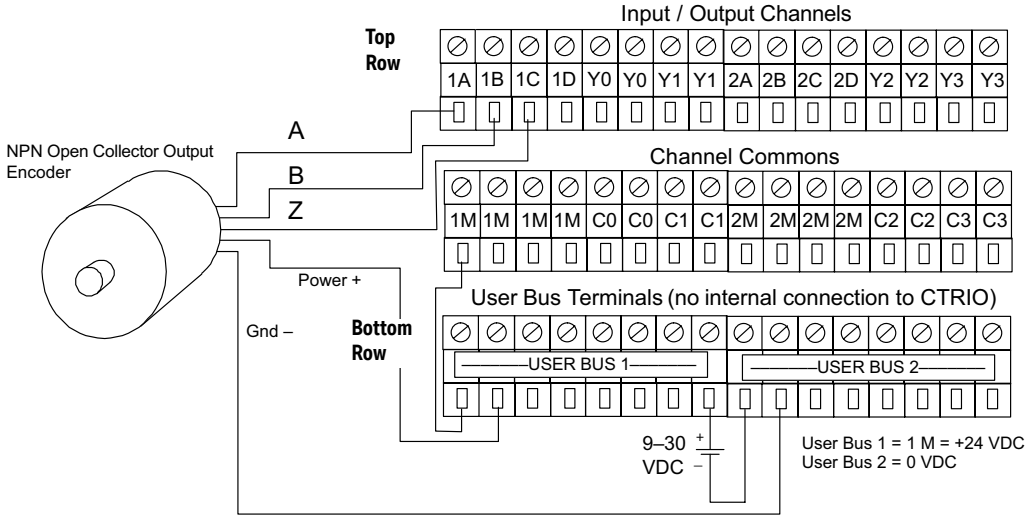 Input / Output Channels
Top
Row
1A 1B 1C 1D Y0 Y0 Y1 Y1 2A 2B 2C 2D Y2 Y2 Y3 Y3
NPN Open Collector Output
Encoder
A
B
Z
Channel Commons
1M 1M 1M 1M C0 C0 C1 C1 2M 2M 2M 2M C2 C2 C3 C3
Power +
User Bus Terminals (no internal connection to CTRIO)
Gnd –
Bottom
Row
USER BUS 1
USER BUS 2
9–30
VDC
+
–
User Bus 1 = 1 M = +24 VDC
User Bus 2 = 0 VDC